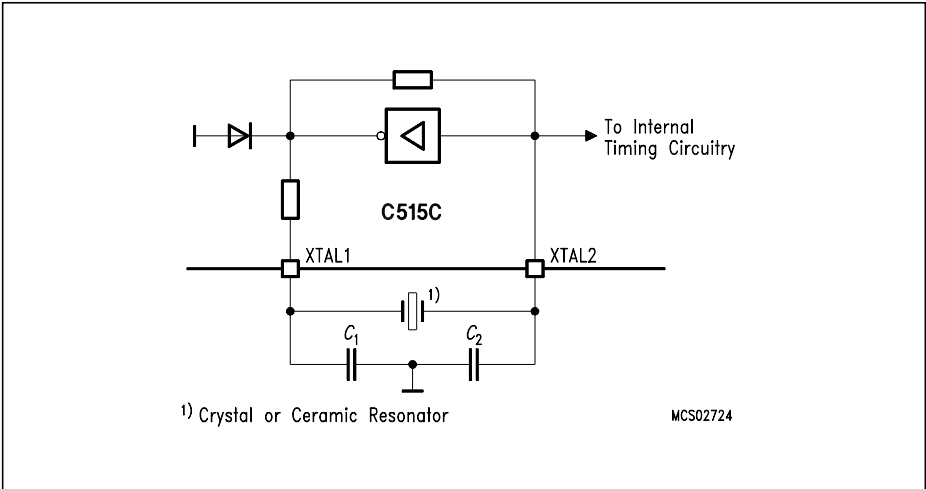 To Internal
Timing Circuitry
C515C
XTAL1
XTAL2
1)
C1
C2
1) Crystal or Ceramic Resonator
MCS02724